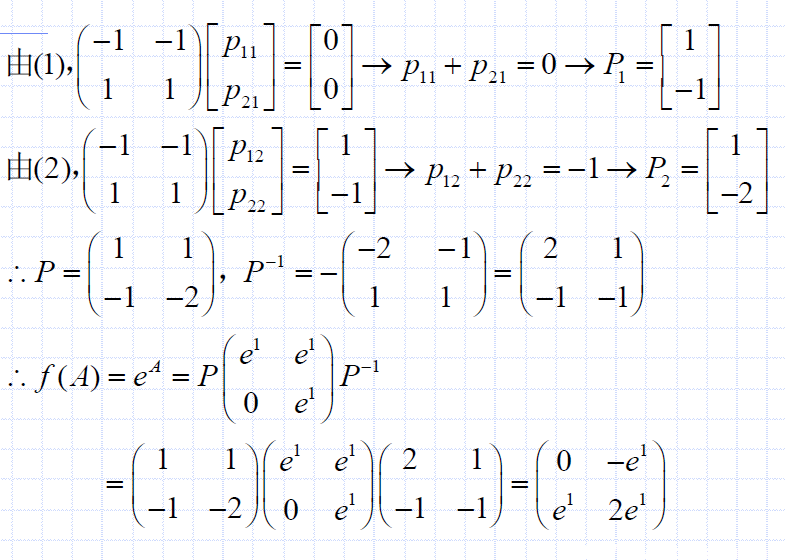 由(1), $\begin{pmatrix} -1 & -1 \\ 1 & 1 \end{pmatrix} \begin{bmatrix} p_{11} \\ p_{21} \end{bmatrix} = \begin{bmatrix} 0 \\ 0 \end{bmatrix} \to p_{11} + p_{21} = 0 \to P_1 = \begin{bmatrix} 1 \\ -1 \end{bmatrix}$
由(2), $\begin{pmatrix} -1 & -1 \\ 1 & 1 \end{pmatrix} \begin{bmatrix} p_{12} \\ p_{22} \end{bmatrix} = \begin{bmatrix} 1 \\ -1 \end{bmatrix} \to p_{12} + p_{22} = -1 \to P_2 = \begin{bmatrix} 1 \\ -2 \end{bmatrix}$
$\therefore P = \begin{pmatrix} 1 & 1 \\ -1 & -2 \end{pmatrix}$，$P^{-1} = -\begin{pmatrix} -2 & -1 \\ 1 & 1 \end{pmatrix} = \begin{pmatrix} 2 & 1 \\ -1 & -1 \end{pmatrix}$
$\therefore f(A) = e^A = P \begin{pmatrix} e^1 & e^1 \\ 0 & e^1 \end{pmatrix} P^{-1}$
$= \begin{pmatrix} 1 & 1 \\ -1 & -2 \end{pmatrix} \begin{pmatrix} e^1 & e^1 \\ 0 & e^1 \end{pmatrix} \begin{pmatrix} 2 & 1 \\ -1 & -1 \end{pmatrix} = \begin{pmatrix} 0 & -e^1 \\ e^1 & 2e^1 \end{pmatrix}$